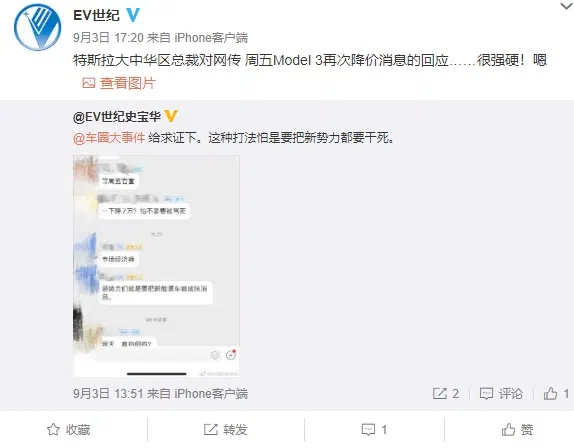 EV世纪
9月3日 17:20 来自 iPhone客户端
特斯拉大中华区总裁对网传 周五Model 3再次降价消息的回应……很强硬！嗯
查看图片
@EV世纪史宝华
@车圈大事件 给求证下。这种打法怕是要把新势力都要干死。
等周五官宣
一下降7万？怕不是要被骂死
市场经济嘛
新势力们就是要把新能源车做成快消品。
9月3日 13:51 来自 iPhone客户端
2 评论 1
收藏 转发 1 赞